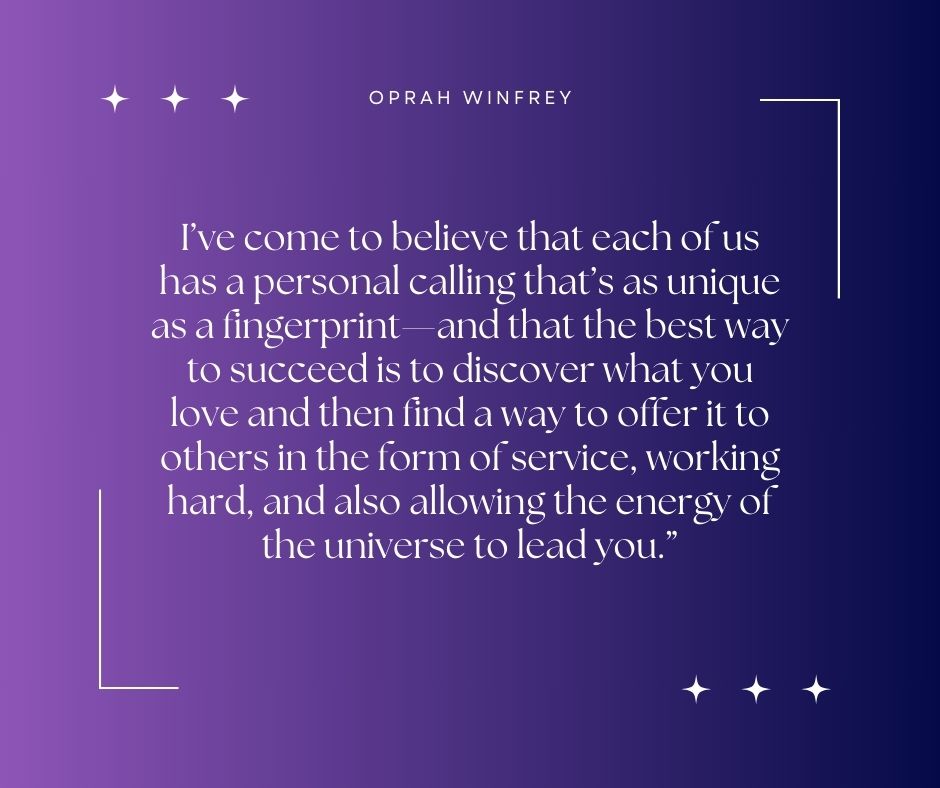 OPRAH WINFREY
I’ve come to believe that each of us
has a personal calling that’s as unique
as a fingerprint—and that the best way
to succeed is to discover what you
love and then find a way to offer it to
others in the form of service, working
hard, and also allowing the energy of
the universe to lead you.”